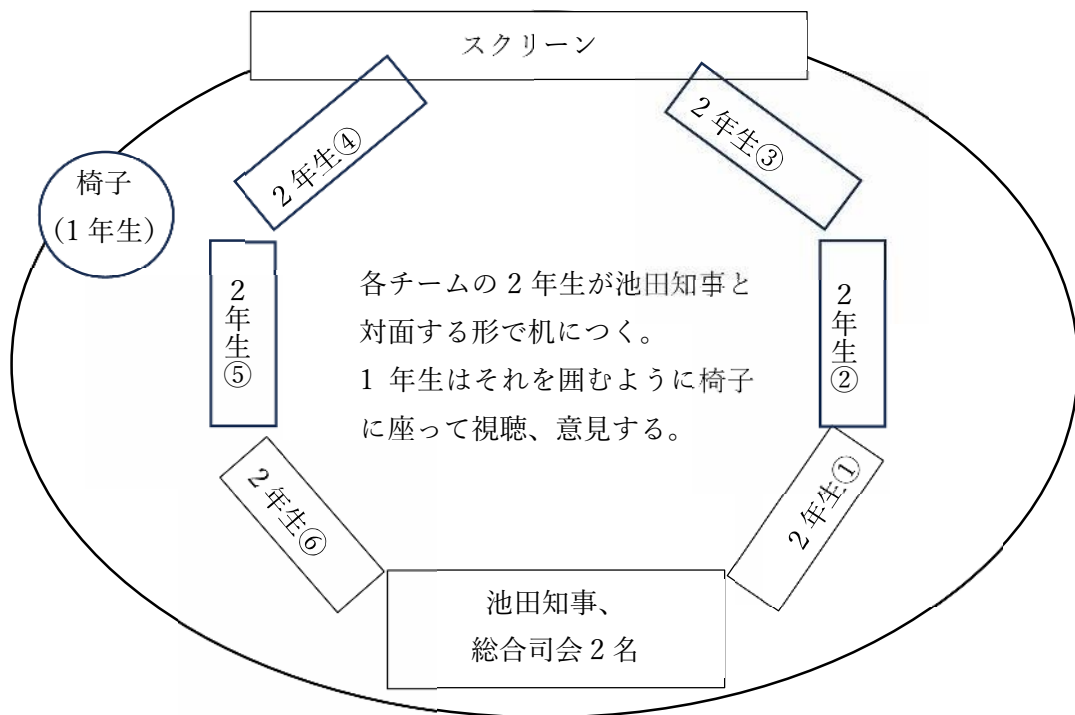 スクリーン
2年生④
2年生③
椅子
（1年生）
2年生⑤
各チームの2年生が池田知事と
対面する形で机につく。
1年生はそれを囲むように椅子
に座って視聴、意見する。
2年生②
2年生⑥
2年生①
池田知事、
総合司会2名